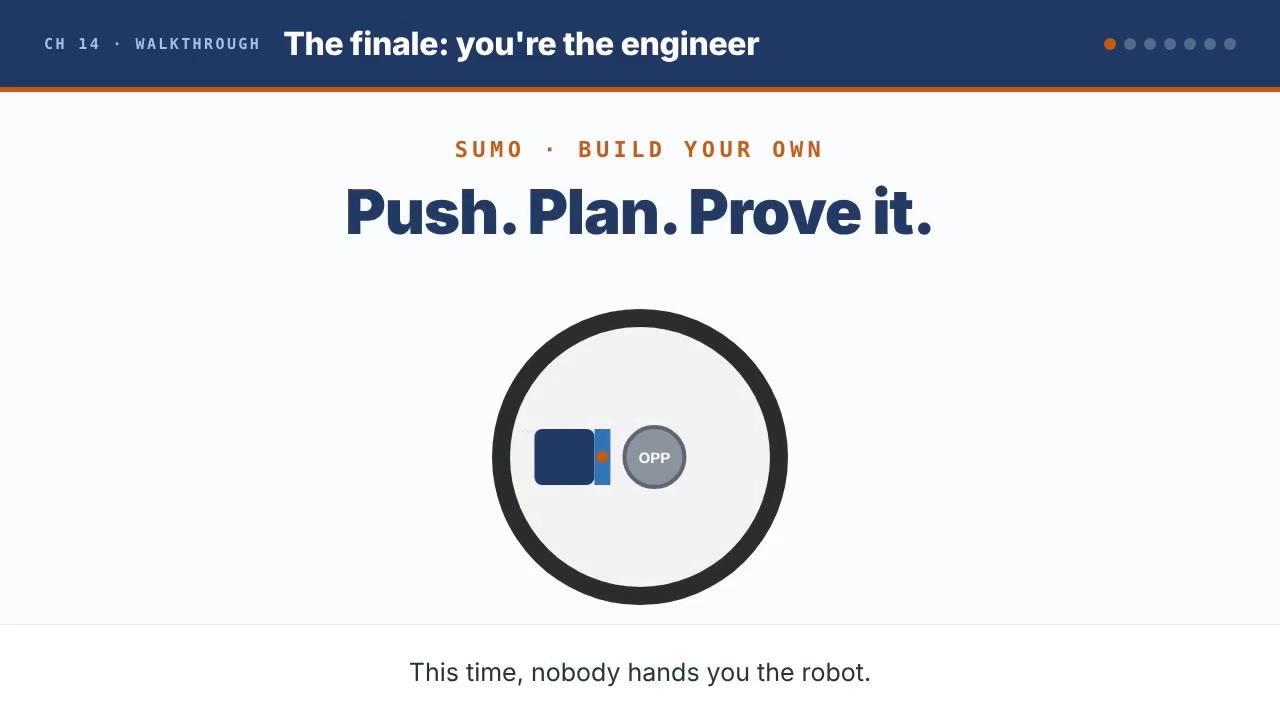 CH 14 · WALKTHROUGH
The finale: you're the engineer
SUMO · BUILD YOUR OWN
Push. Plan. Prove it.
OPP
This time, nobody hands you the robot.